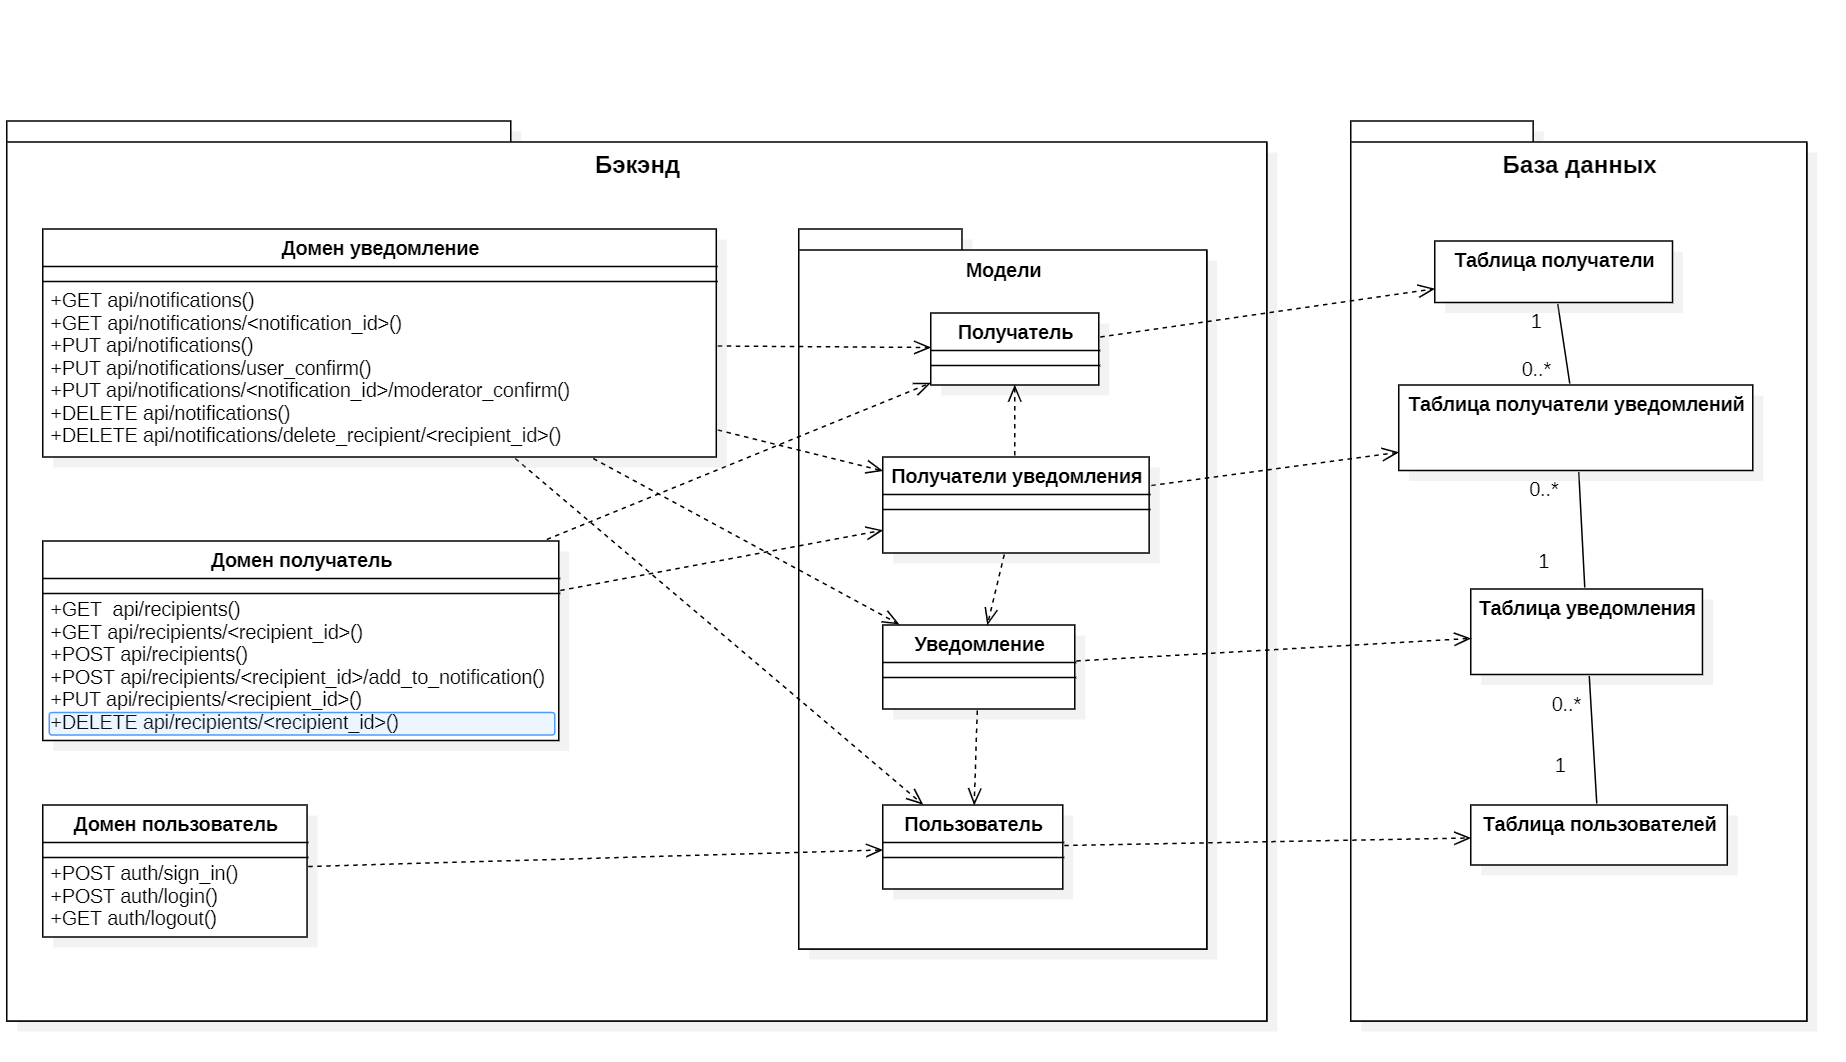 Бэкэнд
Домен уведомление
+GET api/notifications()
+GET api/notifications/<notification_id>()
+PUT api/notifications()
+PUT api/notifications/user_confirm()
+PUT api/notifications/<notification_id>/moderator_confirm()
+DELETE api/notifications()
+DELETE api/notifications/delete_recipient/<recipient_id>()
Домен получатель
+GET  api/recipients()
+GET api/recipients/<recipient_id>()
+POST api/recipients()
+POST api/recipients/<recipient_id>/add_to_notification()
+PUT api/recipients/<recipient_id>()
+DELETE api/recipients/<recipient_id>()
Домен пользователь
+POST auth/sign_in()
+POST auth/login()
+GET auth/logout()
Модели
Получатель
Получатели уведомления
Уведомление
Пользователь
База данных
Таблица получатели
1
0..*
Таблица получатели уведомлений
0..*
1
Таблица уведомления
0..*
1
Таблица пользователей